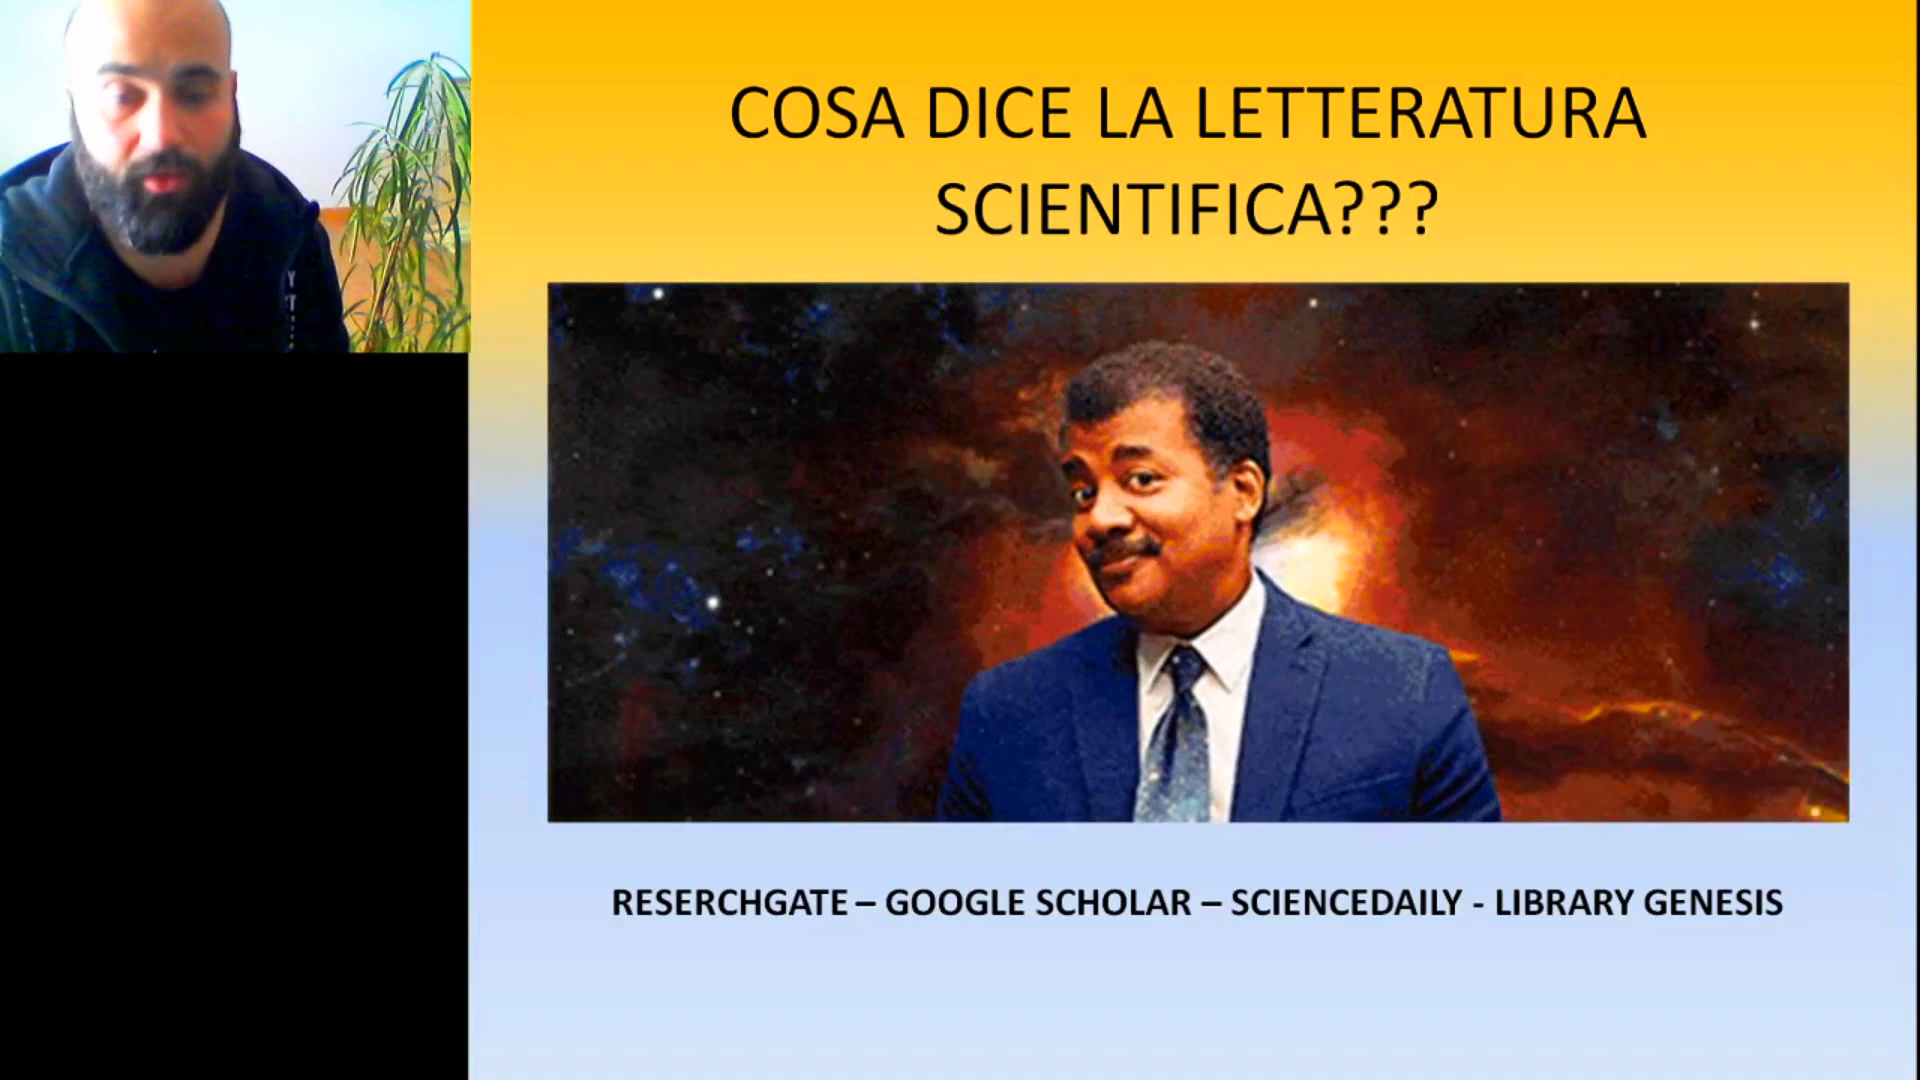 COSA DICE LA LETTERATURA
SCIENTIFICA???
RESERCHGATE – GOOGLE SCHOLAR – SCIENCEDAILY - LIBRARY GENESIS